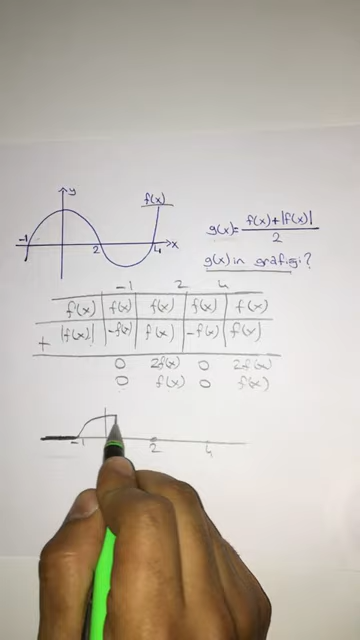 y
f(x)
-1 2 4 x
g(x)= f(x)+|f(x)|
2
g(x) in grafiği?
-1 2 4
f(x) f(x) f(x) f(x) f(x)
+ |f(x)| -f(x) f(x) -f(x) f(x)
0 2f(x) 0 2f(x)
0 f(x) 0 f(x)
-1 2 4